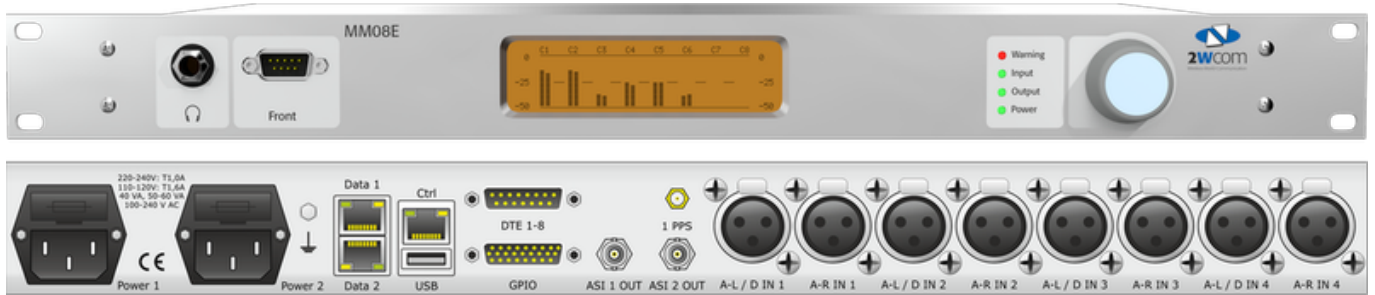 MM08E
C1 C2 C3 C4 C5 C6 C7 C8
0 0
-25 -25
-50 -50
Front
Warning
Input
Output
Power
2wcom
220-240V: T1,0A
110-120V: T1,6A
40 VA, 50-60 VA
100-240 V AC
CE
Power 1
Power 2
Data 1
Data 2
Ctrl
USB
DTE 1-8
GPIO
1 PPS
ASI 1 OUT
ASI 2 OUT
A-L / D IN 1
A-R IN 1
A-L / D IN 2
A-R IN 2
A-L / D IN 3
A-R IN 3
A-L / D IN 4
A-R IN 4